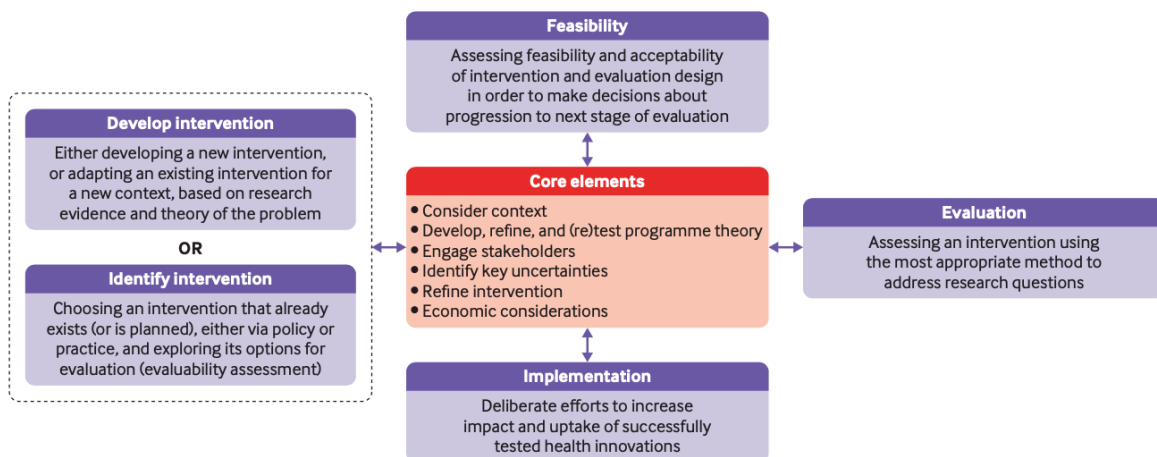 Feasibility
Assessing feasibility and acceptability
of intervention and evaluation design
in order to make decisions about
progression to next stage of evaluation
Develop intervention
Either developing a new intervention,
or adapting an existing intervention for
a new context, based on research
evidence and theory of the problem
OR
Identify intervention
Choosing an intervention that already
exists (or is planned), either via policy or
practice, and exploring its options for
evaluation (evaluability assessment)
Core elements
• Consider context
• Develop, refine, and (re)test programme theory
• Engage stakeholders
• Identify key uncertainties
• Refine intervention
• Economic considerations
Evaluation
Assessing an intervention using
the most appropriate method to
address research questions
Implementation
Deliberate efforts to increase
impact and uptake of successfully
tested health innovations